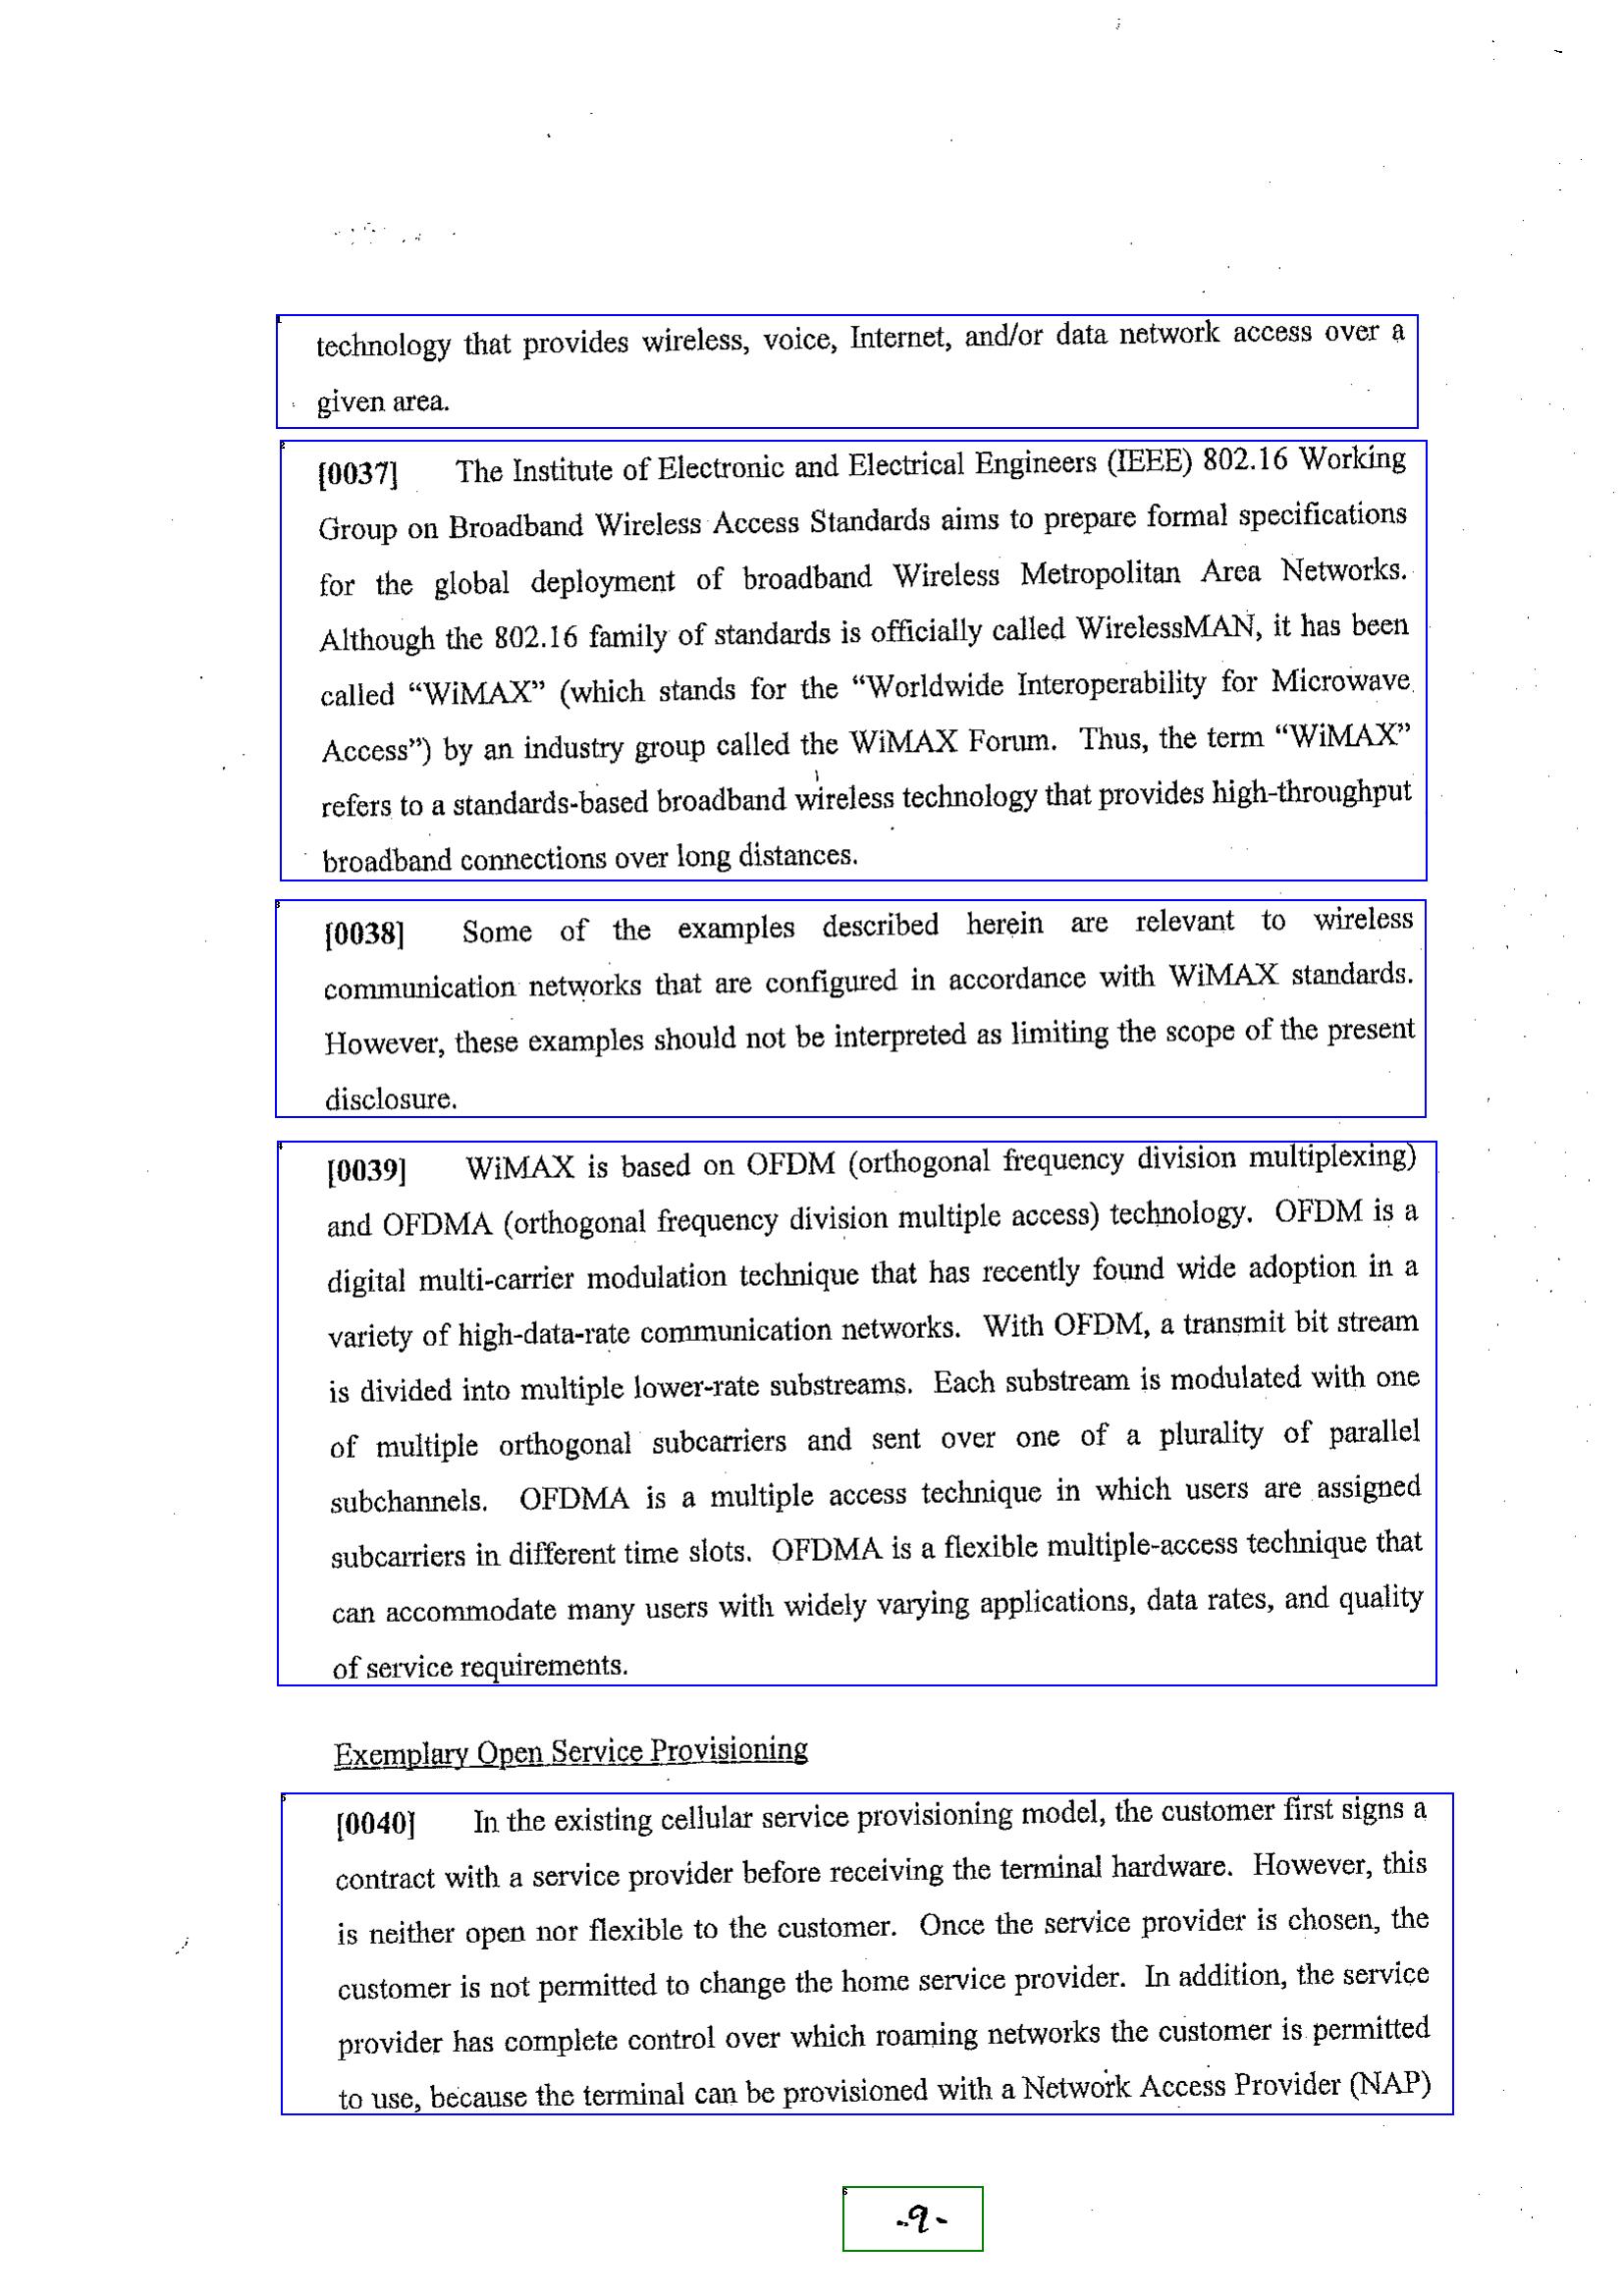 technology that provides wireless, voice, Internet, and/or data network access over a
given area.
[0037] The Institute of Electronic and Electrical Engineers (IEEE) 802.16 Working
Group on Broadband Wireless Access Standards aims to prepare formal specifications
for the global deployment of broadband Wireless Metropolitan Area Networks.
Although the 802.16 family of standards is officially called WirelessMAN, it has been
called “WiMAX” (which stands for the “Worldwide Interoperability for Microwave
Access”) by an industry group called the WiMAX Forum. Thus, the term “WiMAX”
refers to a standards-based broadband wireless technology that provides high-throughput
broadband connections over long distances.
[0038] Some of the examples described herein are relevant to wireless
communication networks that are configured in accordance with WiMAX standards.
However, these examples should not be interpreted as limiting the scope of the present
disclosure.
[0039] WiMAX is based on OFDM (orthogonal frequency division multiplexing)
and OFDMA (orthogonal frequency division multiple access) technology. OFDM is a
digital multi-carrier modulation technique that has recently found wide adoption in a
variety of high-data-rate communication networks. With OFDM, a transmit bit stream
is divided into multiple lower-rate substreams. Each substream is modulated with one
of multiple orthogonal subcarriers and sent over one of a plurality of parallel
subchannels. OFDMA is a multiple access technique in which users are assigned
subcarriers in different time slots. OFDMA is a flexible multiple-access technique that
can accommodate many users with widely varying applications, data rates, and quality
of service requirements.
Exemplary Open Service Provisioning
[0040] In the existing cellular service provisioning model, the customer first signs a
contract with a service provider before receiving the terminal hardware. However, this
is neither open nor flexible to the customer. Once the service provider is chosen, the
customer is not permitted to change the home service provider. In addition, the service
provider has complete control over which roaming networks the customer is permitted
to use, because the terminal can be provisioned with a Network Access Provider (NAP)
-9-